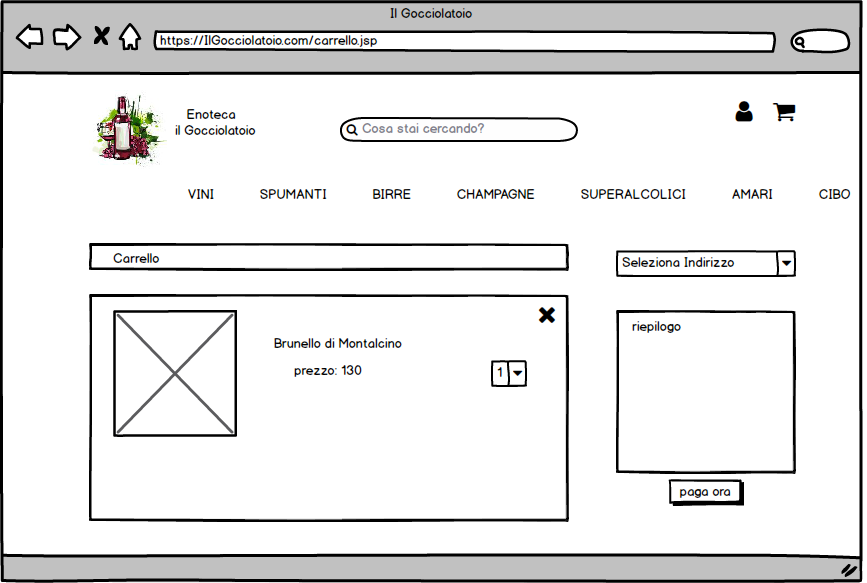 Il Gocciolatoio
https://IlGocciolatoio.com/carrello.jsp
Enoteca
il Gocciolatoio
Cosa stai cercando?
VINI SPUMANTI BIRRE CHAMPAGNE SUPERALCOLICI AMARI CIBO
Carrello
Seleziona Indirizzo
riepilogo
Brunello di Montalcino
prezzo: 130
1
paga ora